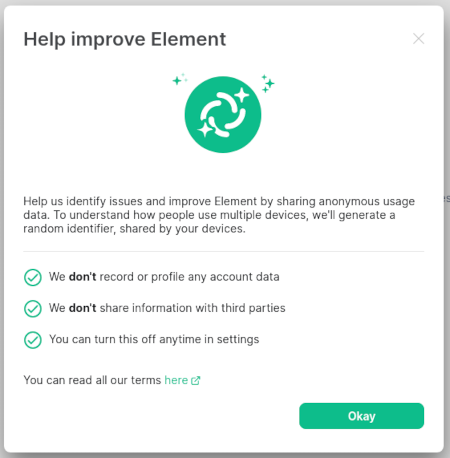 Help improve Element
Help us identify issues and improve Element by sharing anonymous usage
data. To understand how people use multiple devices, we'll generate a
random identifier, shared by your devices.
We don't record or profile any account data
We don't share information with third parties
You can turn this off anytime in settings
You can read all our terms here
Okay